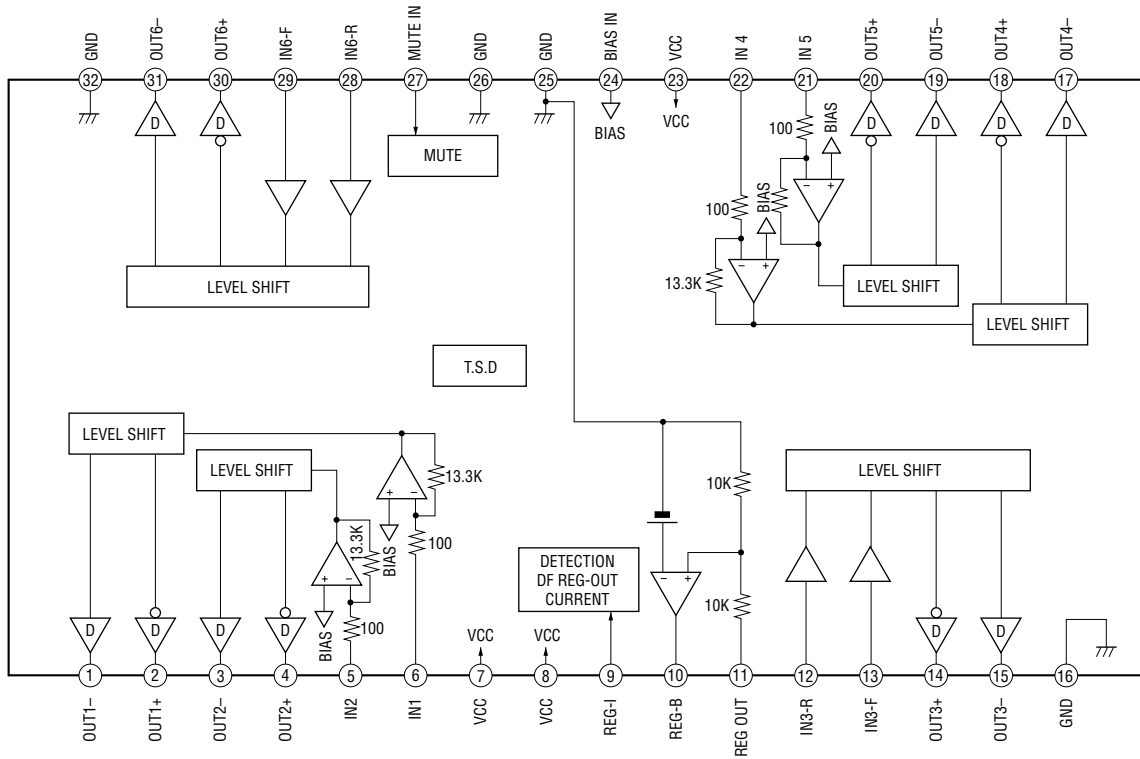 GND
OUT6–
OUT6+
IN6-F
IN6-R
MUTE IN
GND
GND
BIAS IN
VCC
IN 4
IN 5
OUT5+
OUT5–
OUT4+
OUT4–
32
31
30
29
28
27
26
25
24
23
22
21
20
19
18
17
D
D
BIAS
VCC
100
BIAS
D
D
D
D
MUTE
– +
BIAS
100
– +
13.3K
LEVEL SHIFT
LEVEL SHIFT
LEVEL SHIFT
T.S.D
LEVEL SHIFT
LEVEL SHIFT
13.3K
+ –
10K
LEVEL SHIFT
13.3K
BIAS
100
+ –
BIAS
100
DETECTION
DF REG-OUT
CURRENT
– +
10K
D
D
D
D
VCC
VCC
D
D
1
2
3
4
5
6
7
8
9
10
11
12
13
14
15
16
OUT1–
OUT1+
OUT2–
OUT2+
IN2
IN1
VCC
VCC
REG-I
REG-B
REG OUT
IN3-R
IN3-F
OUT3+
OUT3–
GND